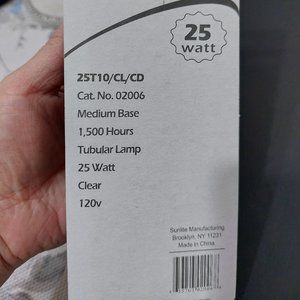 25
watt
25T10/CL/CD
Cat. No. 02006
Medium Base
1,500 Hours
Tubular Lamp
25 Watt
Clear
120v
Sunlite Manufacturing
Brooklyn, NY 11231
Made in China